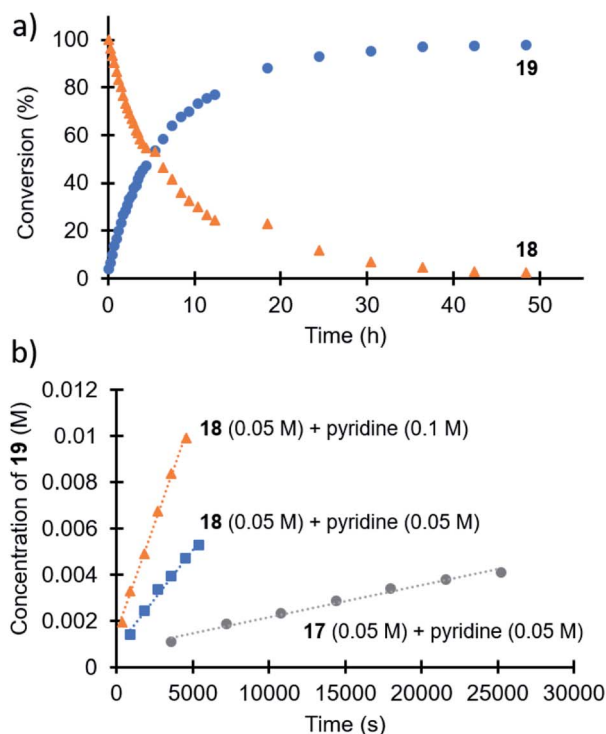 a)
100
80
60
40
20
0
Conversion (%)
19
18
0 10 20 30 40 50
Time (h)
b)
0.012
0.01
0.008
0.006
0.004
0.002
0
Concentration of 19 (M)
18 (0.05 M) + pyridine (0.1 M)
18 (0.05 M) + pyridine (0.05 M)
17 (0.05 M) + pyridine (0.05 M)
0 5000 10000 15000 20000 25000 30000
Time (s)